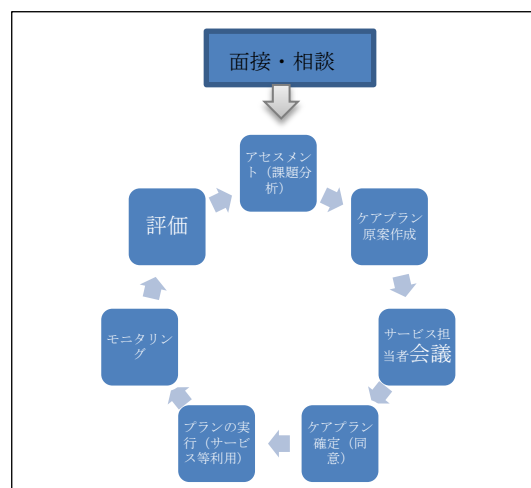 面接・相談
アセスメン
ト（課題分
析）
ケアプラン
原案作成
サービス担
当者会議
ケアプラン
確定（同
意）
プランの実
行（サービ
ス等利用）
モニタリン
グ
評価